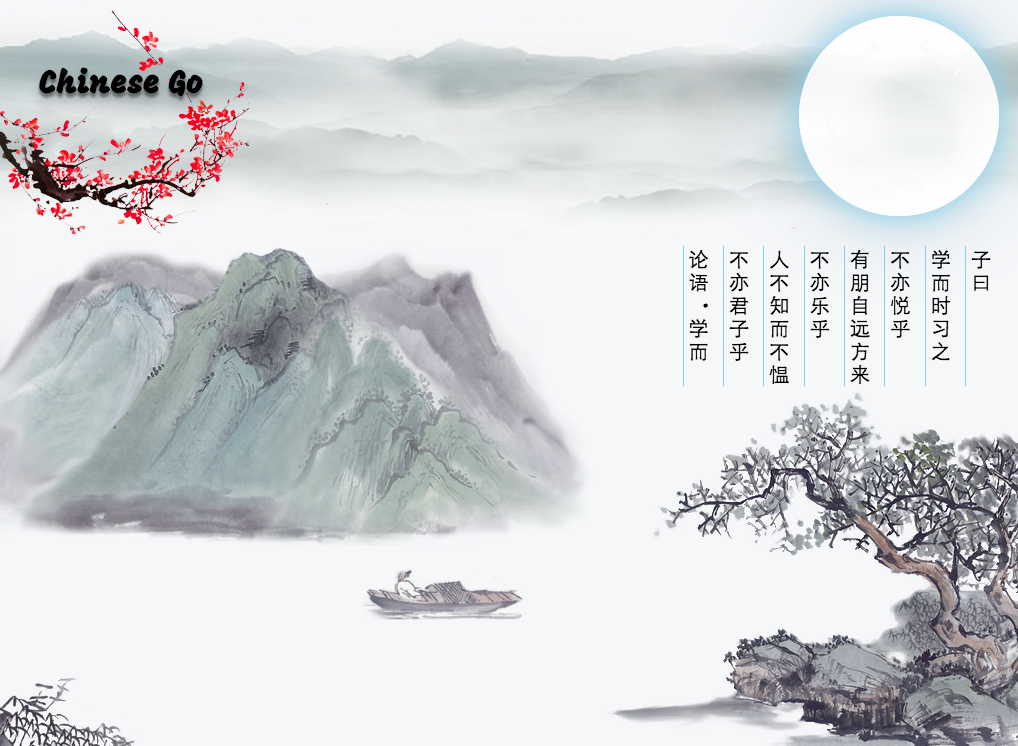 Chinese Go
子曰
学而时习之
不亦悦乎
有朋自远方来
不亦乐乎
人不知而不愠
不亦君子乎
论语·学而